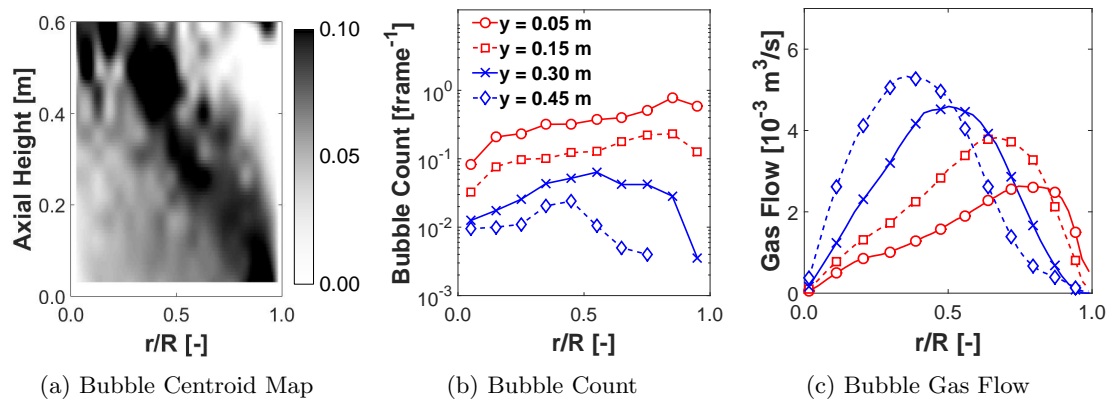 Axial Height [m]
0.6
0.4
0.2
0.0
0.0
0.5
1.0
r/R [-]
0.10
0.05
0.00
(a) Bubble Centroid Map
Bubble Count [frame⁻¹]
10⁰
10⁻¹
10⁻²
10⁻³
y = 0.05 m
y = 0.15 m
y = 0.30 m
y = 0.45 m
0.0
0.5
1.0
r/R [-]
(b) Bubble Count
Gas Flow [10⁻³ m³/s]
6
4
2
0
0.0
0.5
1.0
r/R [-]
(c) Bubble Gas Flow